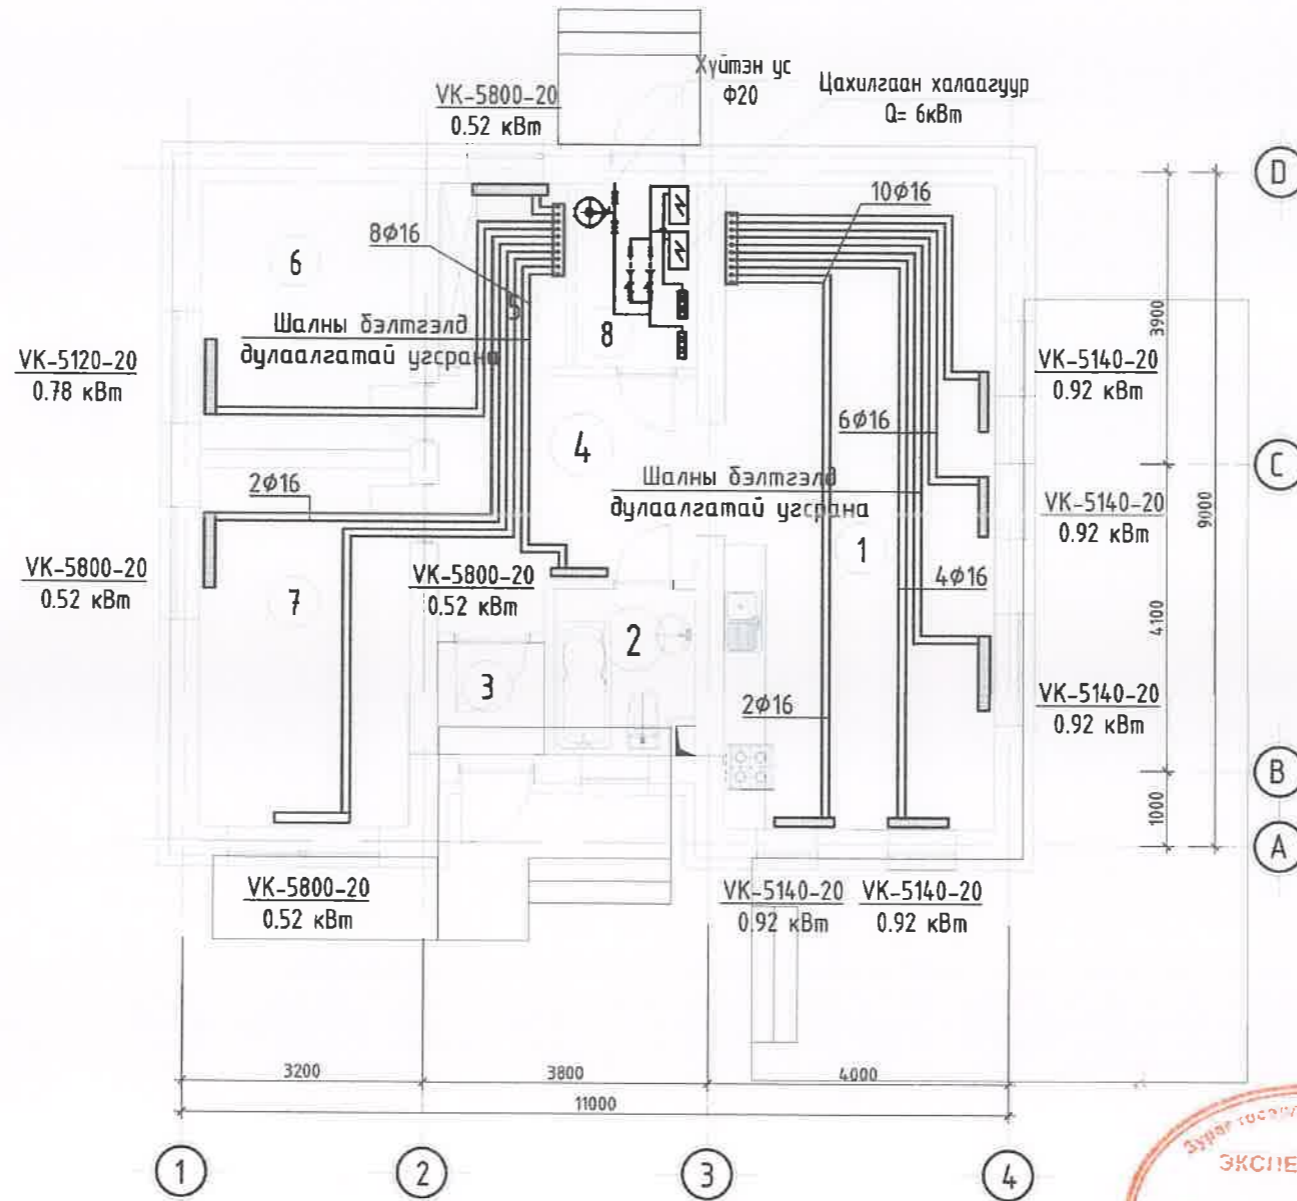 Хүйтэн ус
Ф20
Цахилгаан халаагуур
Q= 6кВт
VK-5800-20
0.52 кВт
D
10ф16
8ф16
6
5
Шалны бэлтгэлд
дулаалгатай угсрана
8
3900
VK-5120-20
0.78 кВт
VK-5140-20
0.92 кВт
6ф16
4
C
Шалны бэлтгэлд
дулаалгатай угсрана
2ф16
9000
VK-5140-20
0.92 кВт
1
VK-5800-20
0.52 кВт
VK-5800-20
0.52 кВт
4ф16
7
2
4100
3
VK-5140-20
0.92 кВт
2ф16
B
1000
A
VK-5800-20
0.52 кВт
VK-5140-20
0.92 кВт
VK-5140-20
0.92 кВт
3200
3800
4000
11000
1
2
3
4
Зураг
ЭКСПЕ